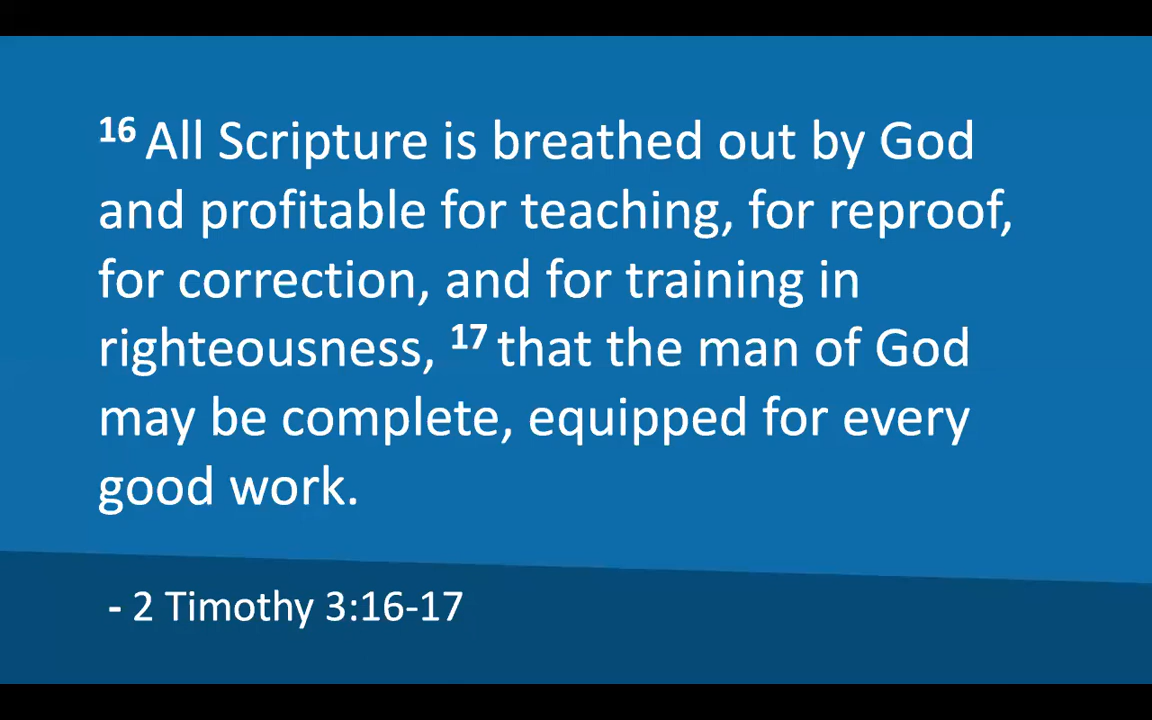 16 All Scripture is breathed out by God
and profitable for teaching, for reproof,
for correction, and for training in
righteousness, 17 that the man of God
may be complete, equipped for every
good work.
- 2 Timothy 3:16-17